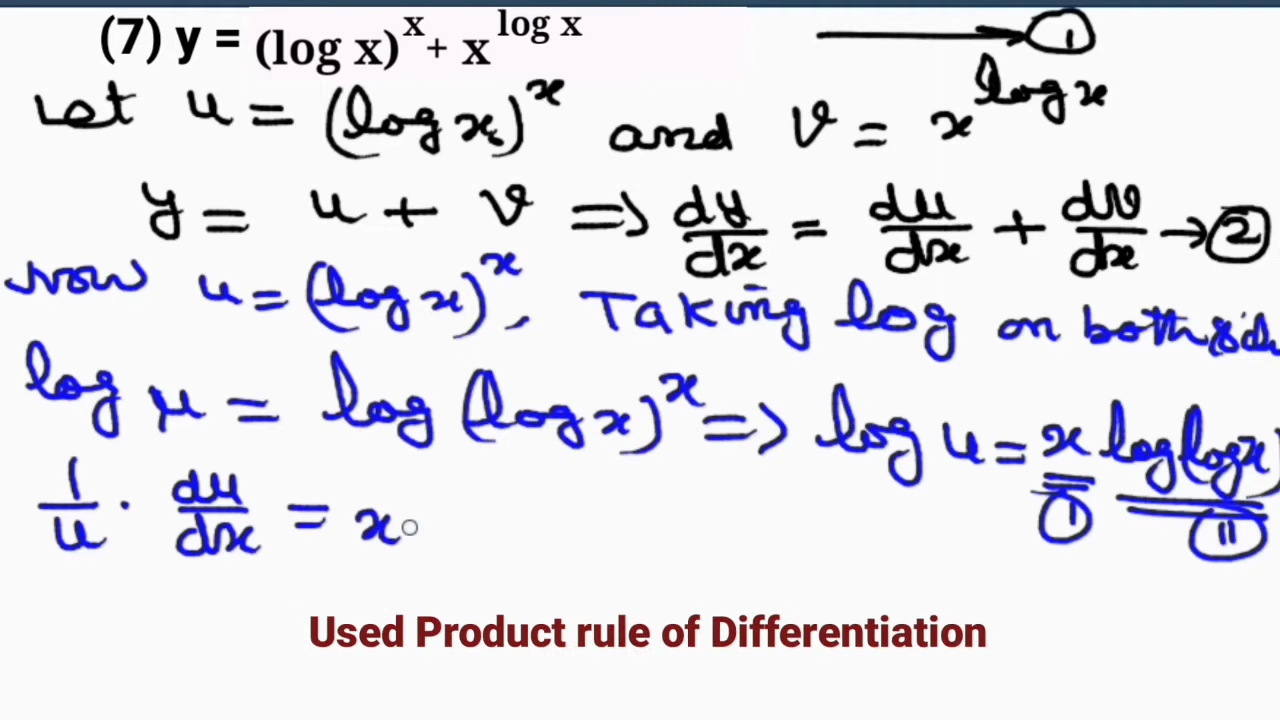 (7) y = (log x)^x + x^log x → ①
Let u = (log x)^x and v = x^log x
y = u + v ⇒ dy/dx = du/dx + dv/dx → ②
Now u = (log x)^x, Taking log on both
log u = log (log x)^x ⇒ log u = x log(log x) ① ⑪
1/u · du/dx = x
Used Product rule of Differentiation